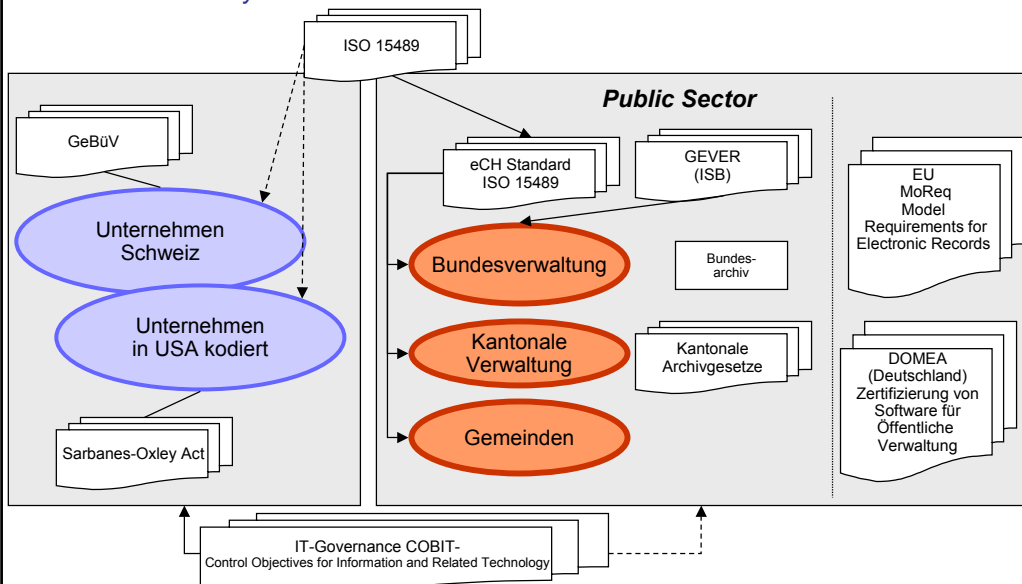 ISO 15489
Public Sector
GeBüV
Unternehmen
Schweiz
Unternehmen
in USA kodiert
Sarbanes-Oxley Act
eCH Standard
ISO 15489
GEVER
(ISB)
Bundesverwaltung
Bundes-
archiv
Kantonale
Verwaltung
Kantonale
Archivgesetze
Gemeinden
EU
MoReq
Model
Requirements for
Electronic Records
DOMEA
(Deutschland)
Zertifizierung von
Software für
Öffentliche
Verwaltung
IT-Governance COBIT-
Control Objectives for Information and Related Technology